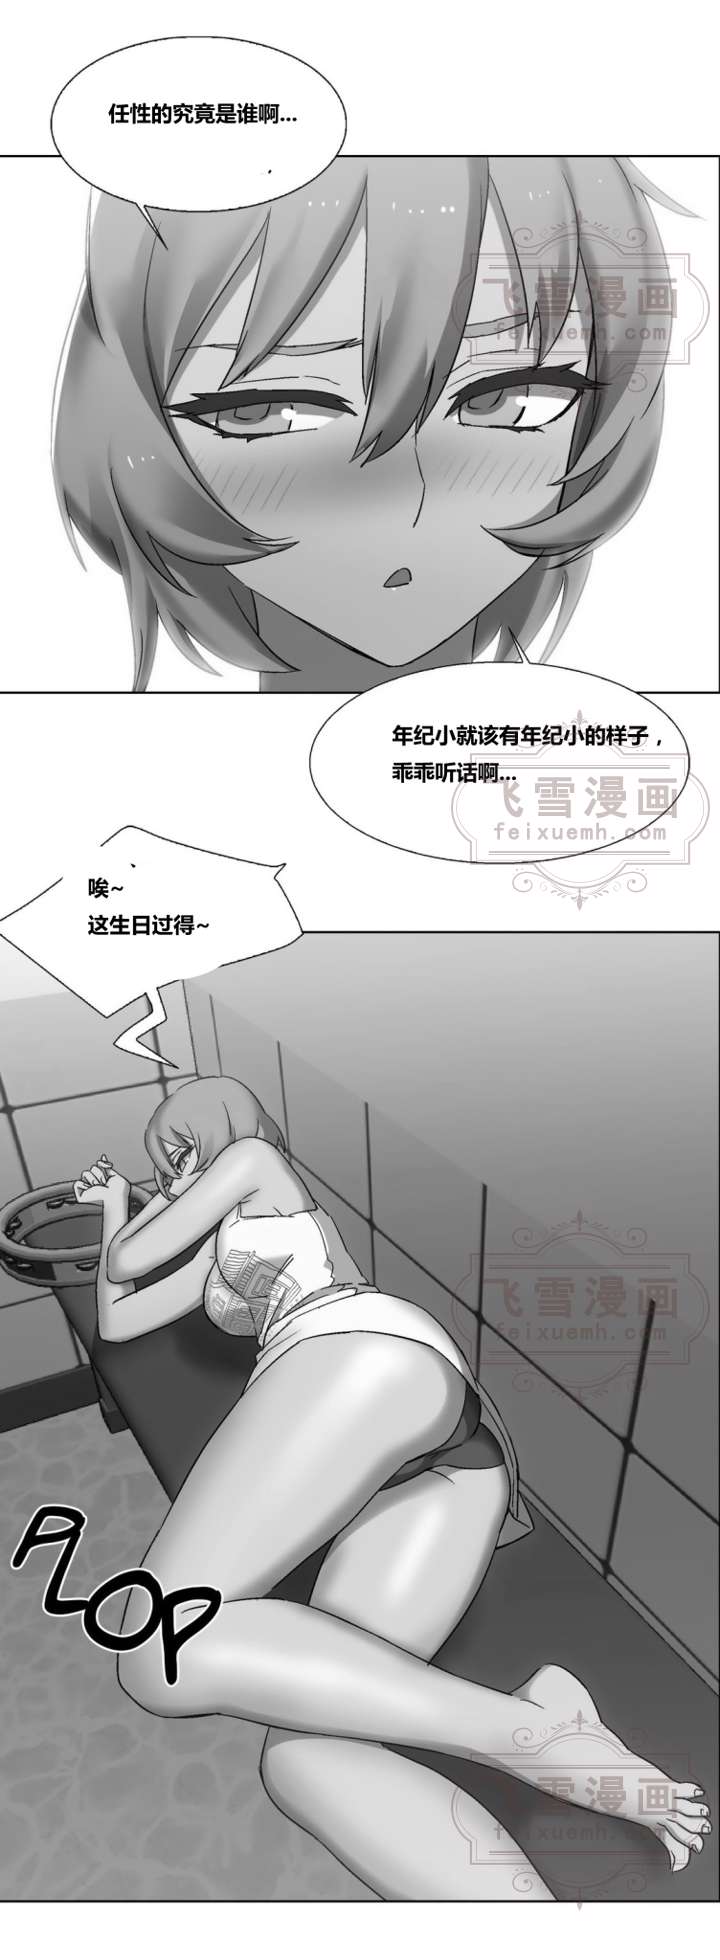 任性的究竟是谁啊...
飞雪漫画
feixuemh.com
年纪小就该有年纪小的样子，
乖乖听话啊...
飞雪漫画
feixuemh.com
唉~
这生日过得~
飞雪漫画
feixuemh.com
PLOP
飞雪漫画
feixuemh.com